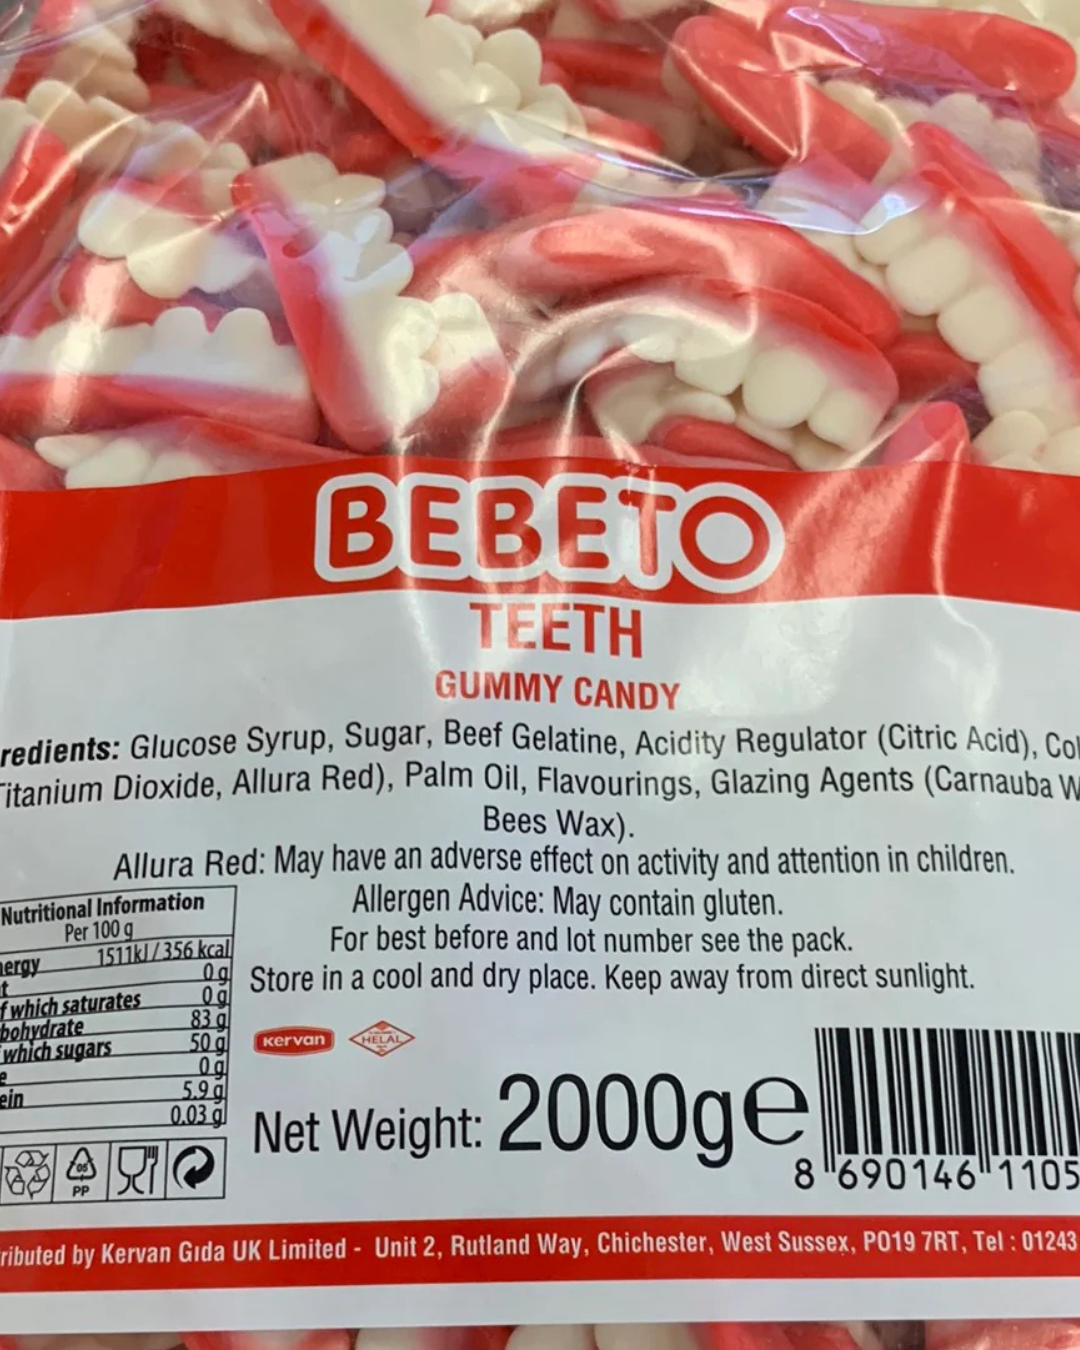 BEBETO
TEETH
GUMMY CANDY
redients: Glucose Syrup, Sugar, Beef Gelatine, Acidity Regulator (Citric Acid), Col
itanium Dioxide, Allura Red), Palm Oil, Flavourings, Glazing Agents (Carnauba W
Bees Wax).
Allura Red: May have an adverse effect on activity and attention in children.
Allergen Advice: May contain gluten.
For best before and lot number see the pack.
Store in a cool and dry place. Keep away from direct sunlight.
Nutritional Information
Per 100 g
nergy 1511kJ / 356 kcal
t 0 g
f which saturates 0 g
bohydrate 83 g
which sugars 50 g
e 0 g
ein 5.9 g
0.03 g
05
PP
Kervan
HELAL
Net Weight: 2000g e
8 690146 1105
ributed by Kervan Gıda UK Limited - Unit 2, Rutland Way, Chichester, West Sussex, PO19 7RT, Tel : 01243